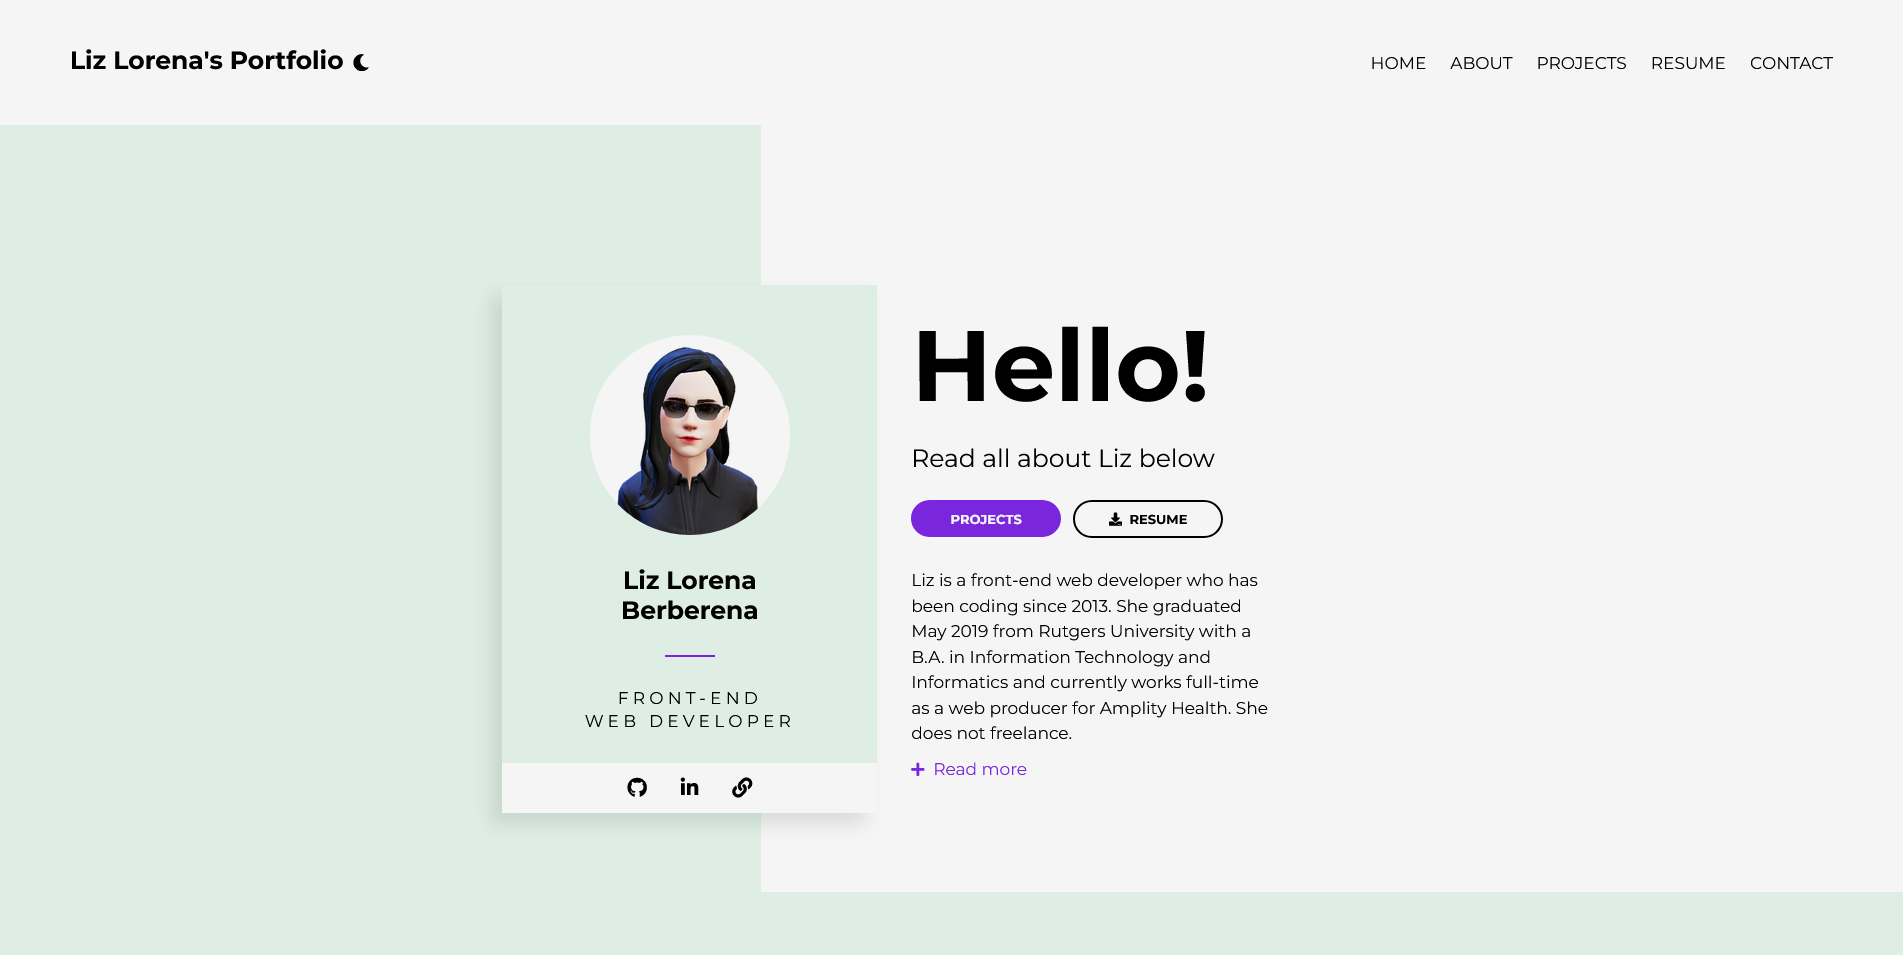 Liz Lorena's Portfolio
HOME ABOUT PROJECTS RESUME CONTACT
Liz Lorena
Berberena
FRONT-END
WEB DEVELOPER
Hello!
Read all about Liz below
PROJECTS RESUME
Liz is a front-end web developer who has
been coding since 2013. She graduated
May 2019 from Rutgers University with a
B.A. in Information Technology and
Informatics and currently works full-time
as a web producer for Amplity Health. She
does not freelance.
Read more